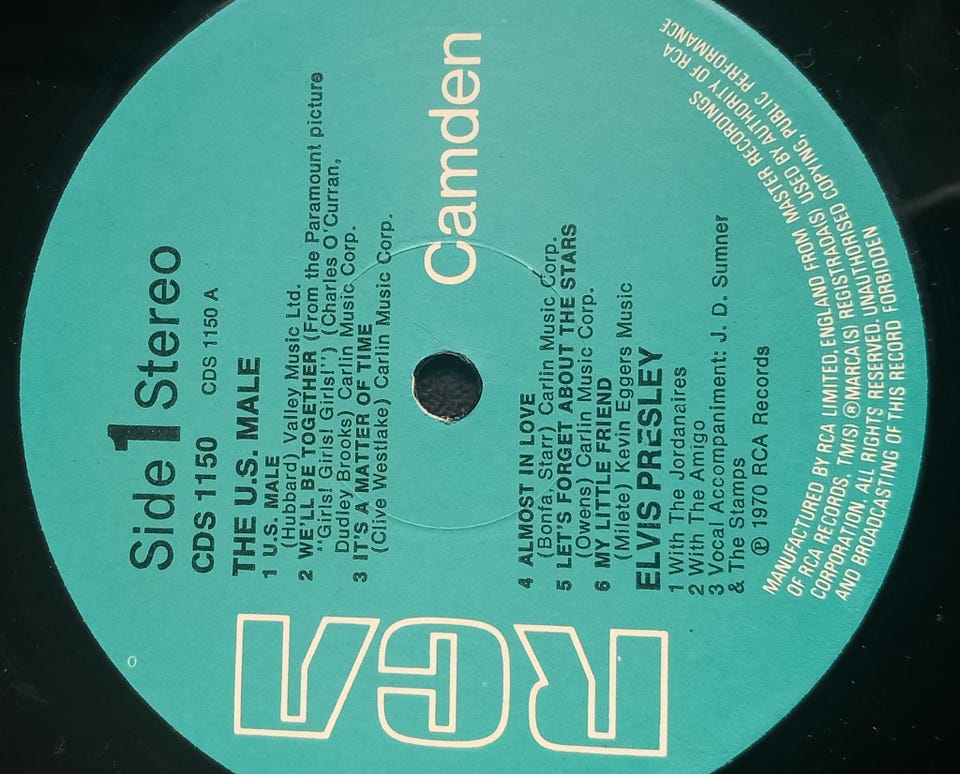 RCA
Camden
Side 1 Stereo
CDS 1150 CDS 1150 A
THE U.S. MALE
1 U.S. MALE
(Hubbard) Valley Music Ltd.
2 WE'LL BE TOGETHER (From the Paramount picture
"Girls! Girls! Girls!") (Charles O'Curran,
Dudley Brooks) Carlin Music Corp.
3 IT'S A MATTER OF TIME
(Clive Westlake) Carlin Music Corp.
4 ALMOST IN LOVE
(Bonfa, Starr) Carlin Music Corp.
5 LET'S FORGET ABOUT THE STARS
(Owens) Carlin Music Corp.
6 MY LITTLE FRIEND
(Milete) Kevin Eggers Music
ELVIS PRESLEY
1 With The Jordanaires
2 With The Amigo
3 Vocal Accompaniment: J. D. Sumner
& The Stamps
℗ 1970 RCA Records
MANUFACTURED BY RCA LIMITED, ENGLAND FROM MASTER RECORDINGS
OF RCA RECORDS. TM(S) ® MARCA(S) REGISTRADA(S) USED BY AUTHORITY OF RCA
CORPORATION. ALL RIGHTS RESERVED. UNAUTHORISED COPYING, PUBLIC PERFORMANCE
AND BROADCASTING OF THIS RECORD FORBIDDEN